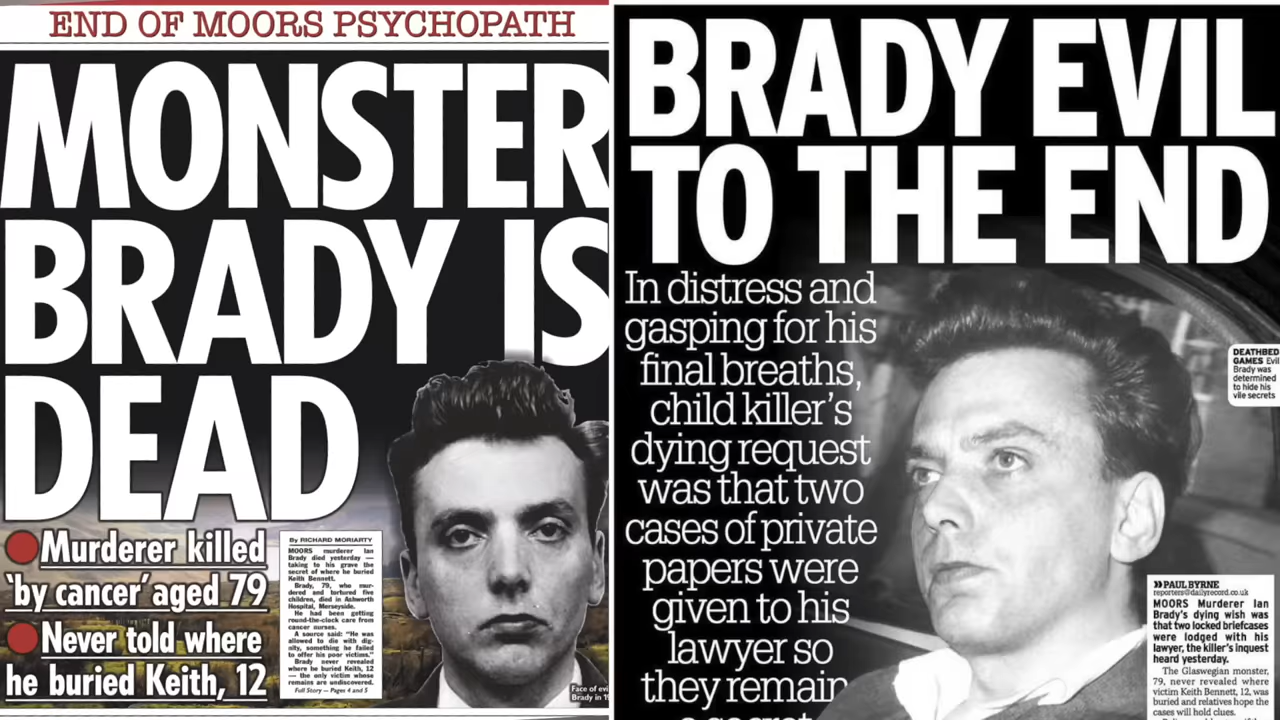 END OF MOORS PSYCHOPATH
MONSTER
BRADY IS
DEAD
Murderer killed
'by cancer' aged 79
Never told where
he buried Keith, 12
By RICHARD MORIARTY
MOORS murderer Ian
Brady died yesterday —
taking to his grave the
secret of where he buried
Keith Bennett.
Brady, 79, who mur-
dered and tortured five
children, died in Ashworth
Hospital, Merseyside.
He had been getting
round-the-clock care from
cancer nurses.
A source said: "He was
allowed to die with dig-
nity, something he failed
to offer his poor victims."
Brady never revealed
where he buried Keith, 12
— the only victim whose
remains are undiscovered.
Full Story — Pages 4 and 5
Face of evi
Brady in 1
BRADY EVIL
TO THE END
In distress and
gasping for his
final breaths,
child killer's
dying request
was that two
cases of private
papers were
given to his
lawyer so
they remain
a secret
DEATHBED
GAMES Evil
Brady was
determined
to hide his
vile secrets
»PAUL BYRNE
reporters@dailyrecord.co.uk
MOORS Murderer Ian
Brady's dying wish was
that two locked briefcases
were lodged with his
lawyer, the killer's inquest
heard yesterday.
The Glaswegian monster,
79, never revealed where
victim Keith Bennett, 12, was
buried and relatives hope the
cases will hold clues.